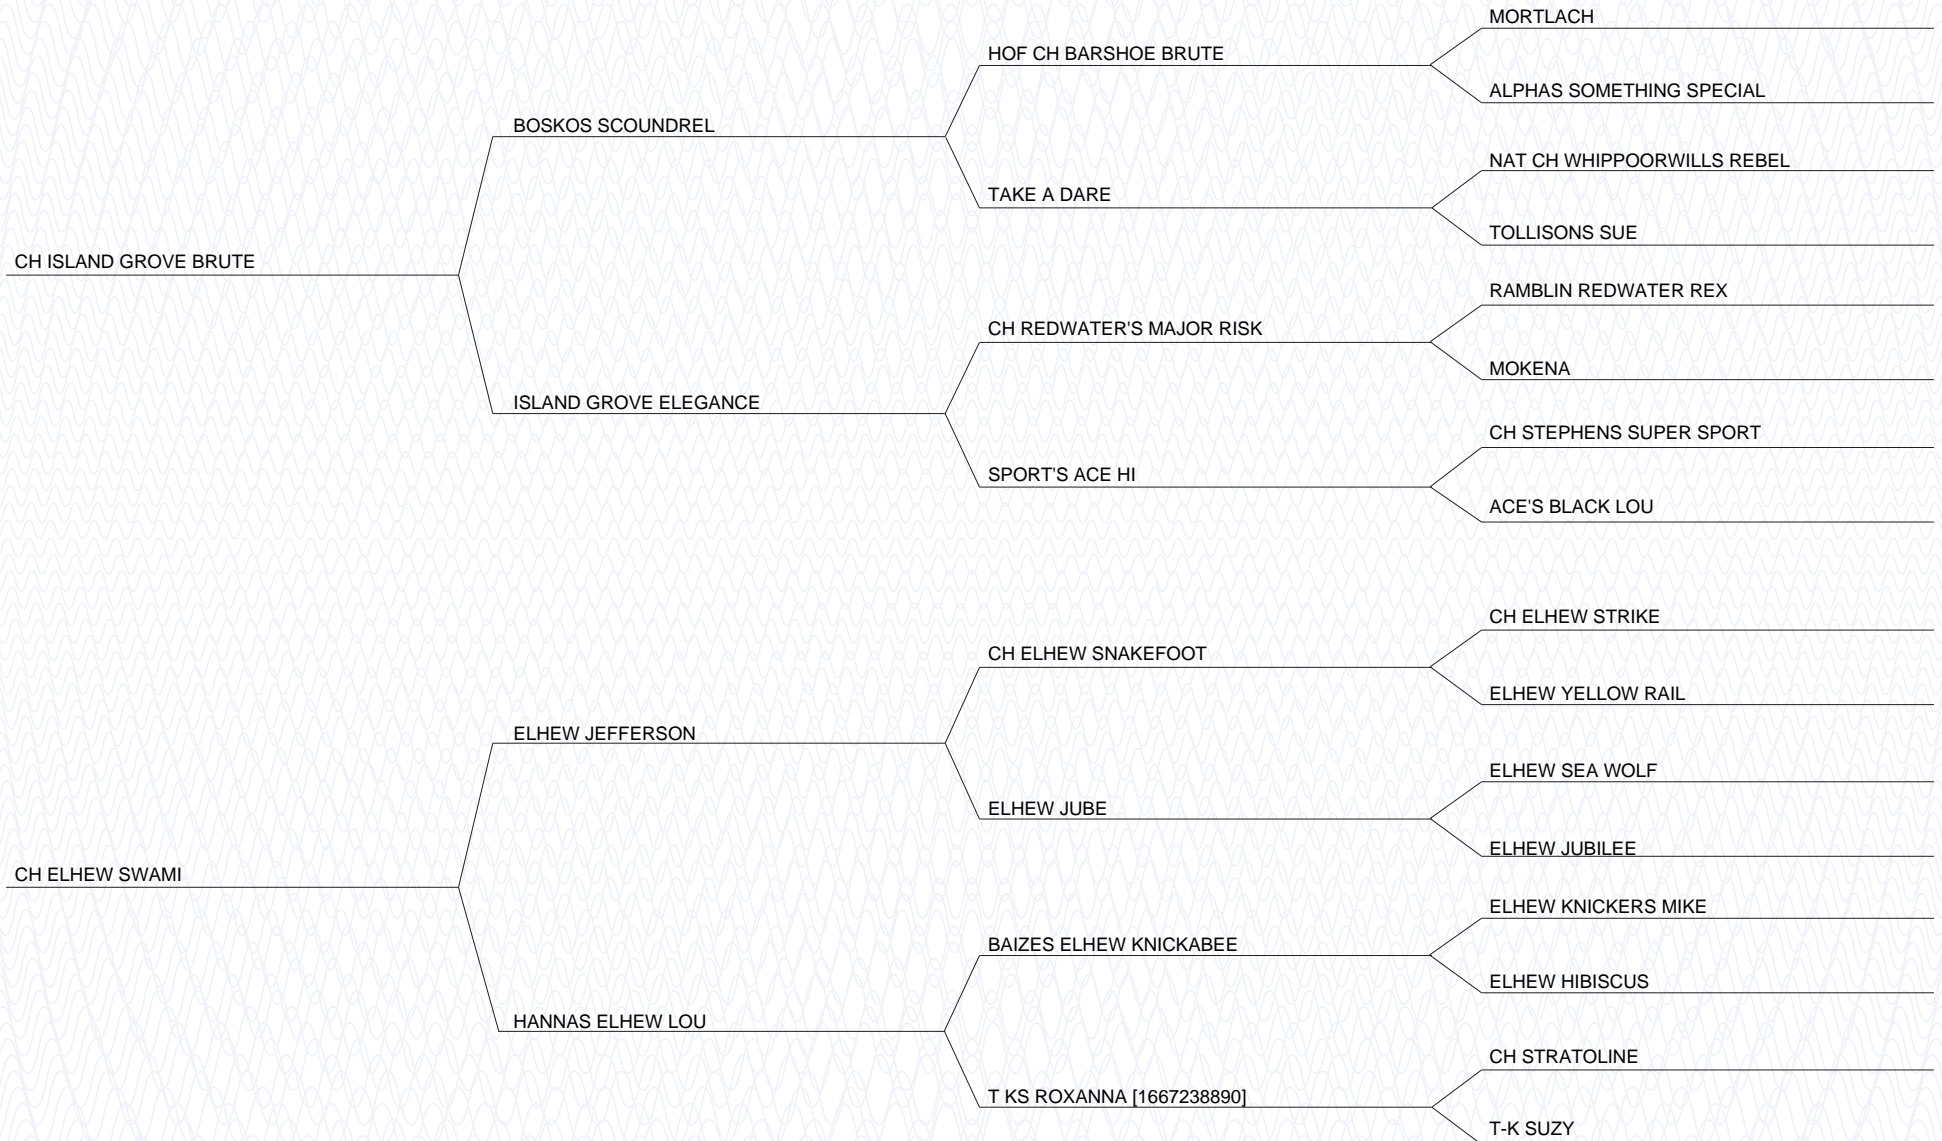 MORTLACH
HOF CH BARSHOE BRUTE
ALPHAS SOMETHING SPECIAL
BOSKOS SCOUNDREL
NAT CH WHIPPOORWILLS REBEL
TAKE A DARE
TOLLISONS SUE
CH ISLAND GROVE BRUTE
RAMBLIN REDWATER REX
CH REDWATER'S MAJOR RISK
MOKENA
ISLAND GROVE ELEGANCE
CH STEPHENS SUPER SPORT
SPORT'S ACE HI
ACE'S BLACK LOU
CH ELHEW STRIKE
CH ELHEW SNAKEFOOT
ELHEW YELLOW RAIL
ELHEW JEFFERSON
ELHEW SEA WOLF
ELHEW JUBE
ELHEW JUBILEE
CH ELHEW SWAMI
ELHEW KNICKERS MIKE
BAIZES ELHEW KNICKABEE
ELHEW HIBISCUS
HANNAS ELHEW LOU
CH STRATOLINE
T KS ROXANNA [1667238890]
T-K SUZY